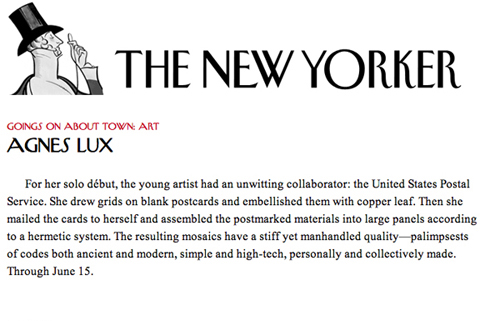 THE NEW YORKER
GOINGS ON ABOUT TOWN: ART
AGNES LUX
For her solo début, the young artist had an unwitting collaborator: the United States Postal
Service. She drew grids on blank postcards and embellished them with copper leaf. Then she
mailed the cards to herself and assembled the postmarked materials into large panels according
to a hermetic system. The resulting mosaics have a stiff yet manhandled quality—palimpsests
of codes both ancient and modern, simple and high-tech, personally and collectively made.
Through June 15.